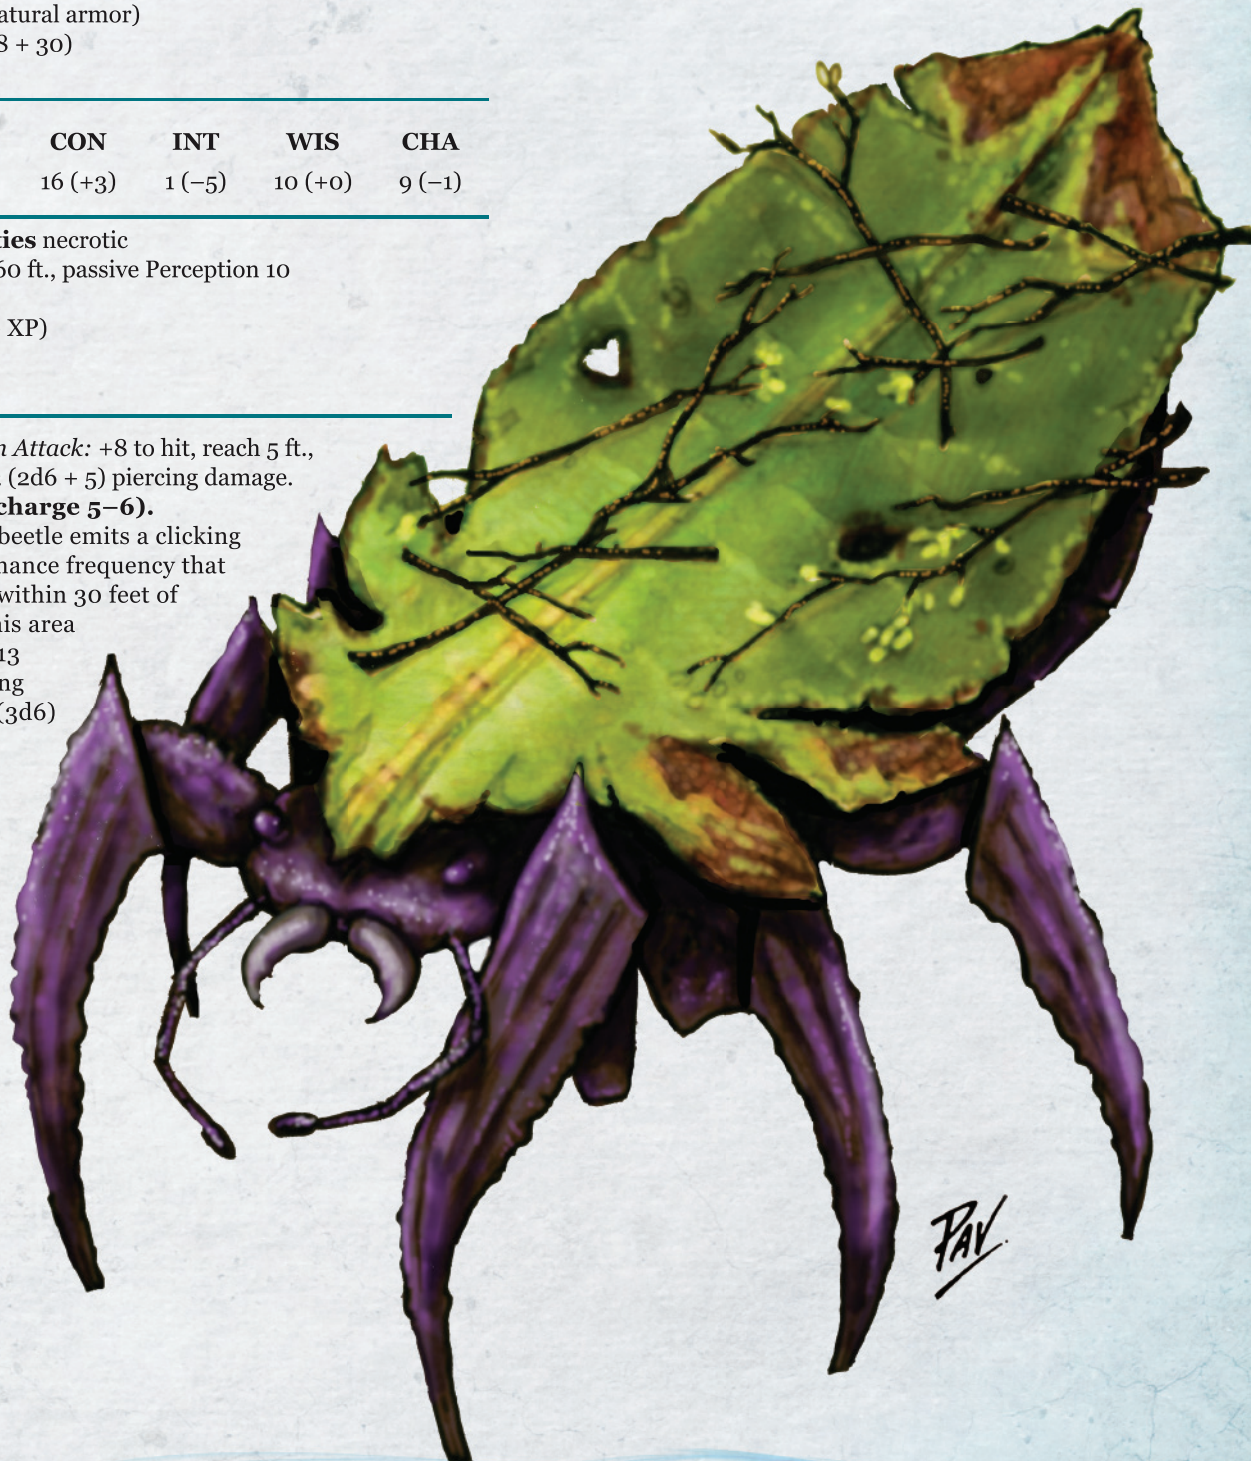 atural armor)
8 + 30)
CON INT WIS CHA
16 (+3) 1 (−5) 10 (+0) 9 (−1)
ties necrotic
60 ft., passive Perception 10
XP)
n Attack: +8 to hit, reach 5 ft.,
. (2d6 + 5) piercing damage.
charge 5–6).
beetle emits a clicking
nance frequency that
within 30 feet of
his area
13
ng
(3d6)
PAV